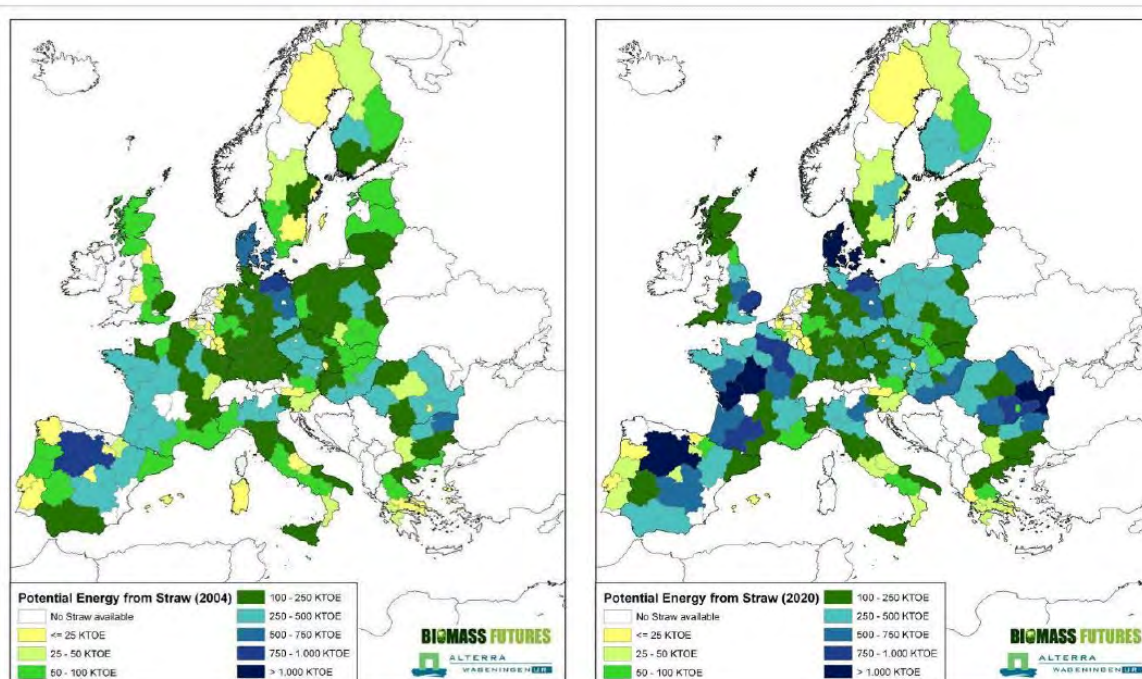 Potential Energy from Straw (2004)
No Straw available
<= 25 KTOE
25 - 50 KTOE
50 - 100 KTOE
100 - 250 KTOE
250 - 500 KTOE
500 - 750 KTOE
750 - 1.000 KTOE
> 1.000 KTOE
BIOMASS FUTURES
ALTERRA
WAGENINGEN UR
Potential Energy from Straw (2020)
No Straw available
<= 25 KTOE
25 - 50 KTOE
50 - 100 KTOE
100 - 250 KTOE
250 - 500 KTOE
500 - 750 KTOE
750 - 1.000 KTOE
> 1.000 KTOE
BIOMASS FUTURES
ALTERRA
WAGENINGEN UR